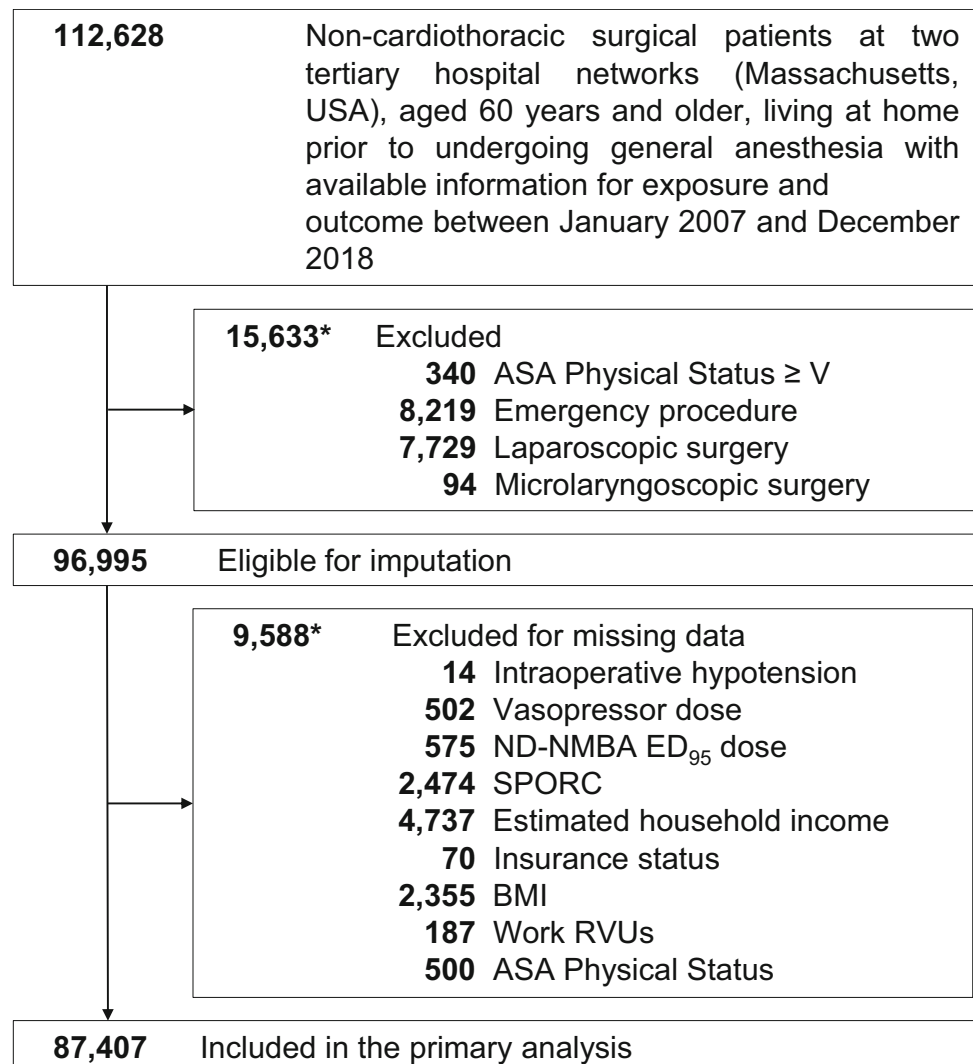 112,628 Non-cardiothoracic surgical patients at two
tertiary hospital networks (Massachusetts,
USA), aged 60 years and older, living at home
prior to undergoing general anesthesia with
available information for exposure and
outcome between January 2007 and December
2018
15,633* Excluded
340 ASA Physical Status ≥ V
8,219 Emergency procedure
7,729 Laparoscopic surgery
94 Microlaryngoscopic surgery
96,995 Eligible for imputation
9,588* Excluded for missing data
14 Intraoperative hypotension
502 Vasopressor dose
575 ND-NMBA ED95 dose
2,474 SPORC
4,737 Estimated household income
70 Insurance status
2,355 BMI
187 Work RVUs
500 ASA Physical Status
87,407 Included in the primary analysis